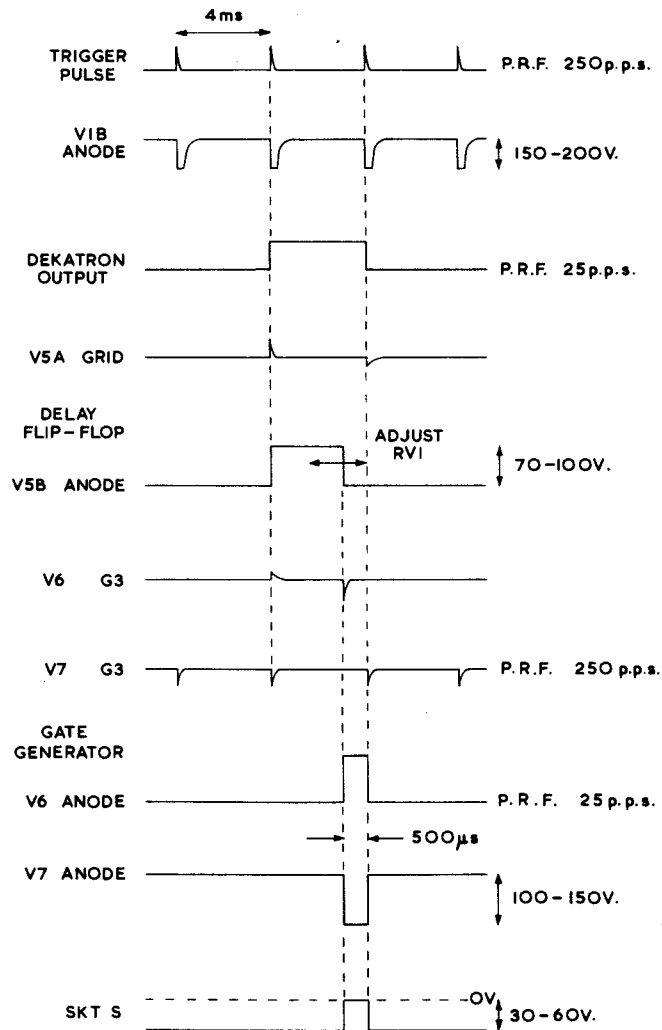 4ms
TRIGGER
PULSE
P.R.F. 250p.p.s.
V1B
ANODE
150-200V.
DEKATRON
OUTPUT
P.R.F. 25p.p.s.
V5A GRID
DELAY
FLIP-FLOP
ADJUST
RV1
V5B ANODE
70-100V.
V6 G3
V7 G3
P.R.F. 250 p.p.s.
GATE
GENERATOR
V6 ANODE
P.R.F. 25 p.p.s.
500µs
V7 ANODE
100-150V.
0V
SKT S
30-60V.